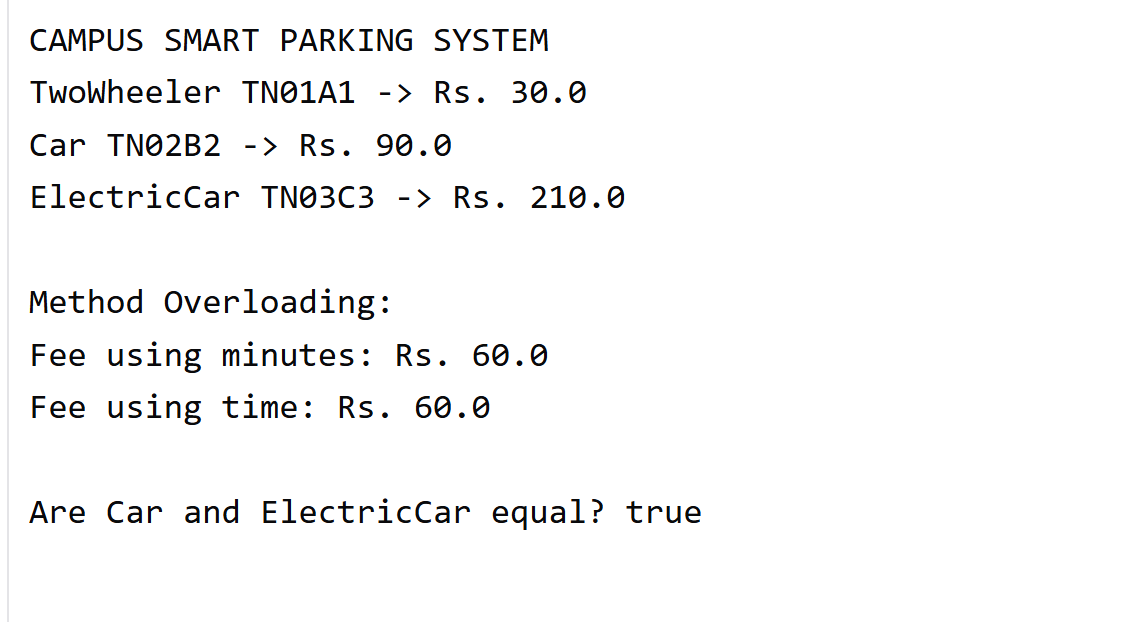 CAMPUS SMART PARKING SYSTEM
TwoWheeler TN01A1 -> Rs. 30.0
Car TN02B2 -> Rs. 90.0
ElectricCar TN03C3 -> Rs. 210.0
Method Overloading:
Fee using minutes: Rs. 60.0
Fee using time: Rs. 60.0
Are Car and ElectricCar equal? true